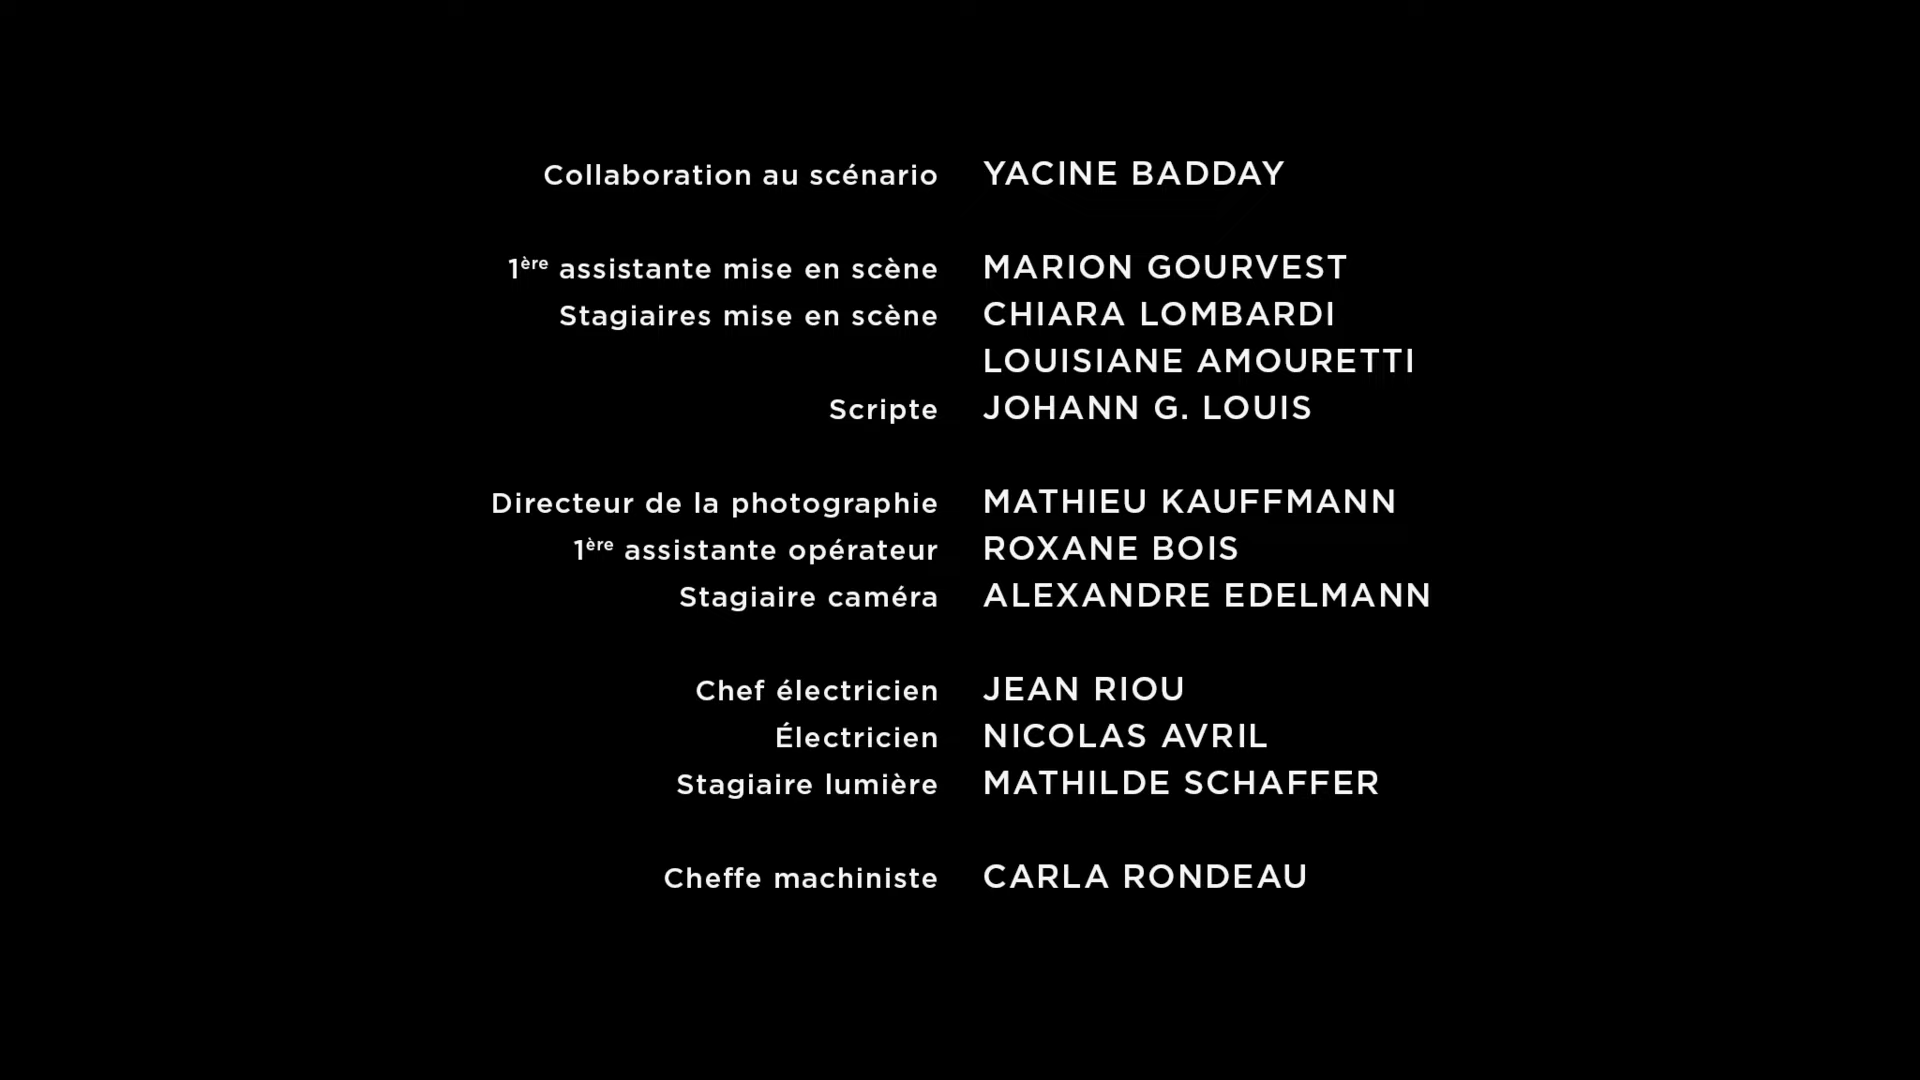 Collaboration au scénario YACINE BADDAY
1ère assistante mise en scène MARION GOURVEST
Stagiaires mise en scène CHIARA LOMBARDI
LOUISIANE AMOURETTI
Scripte JOHANN G. LOUIS
Directeur de la photographie MATHIEU KAUFFMANN
1ère assistante opérateur ROXANE BOIS
Stagiaire caméra ALEXANDRE EDELMANN
Chef électricien JEAN RIOU
Électricien NICOLAS AVRIL
Stagiaire lumière MATHILDE SCHAFFER
Cheffe machiniste CARLA RONDEAU